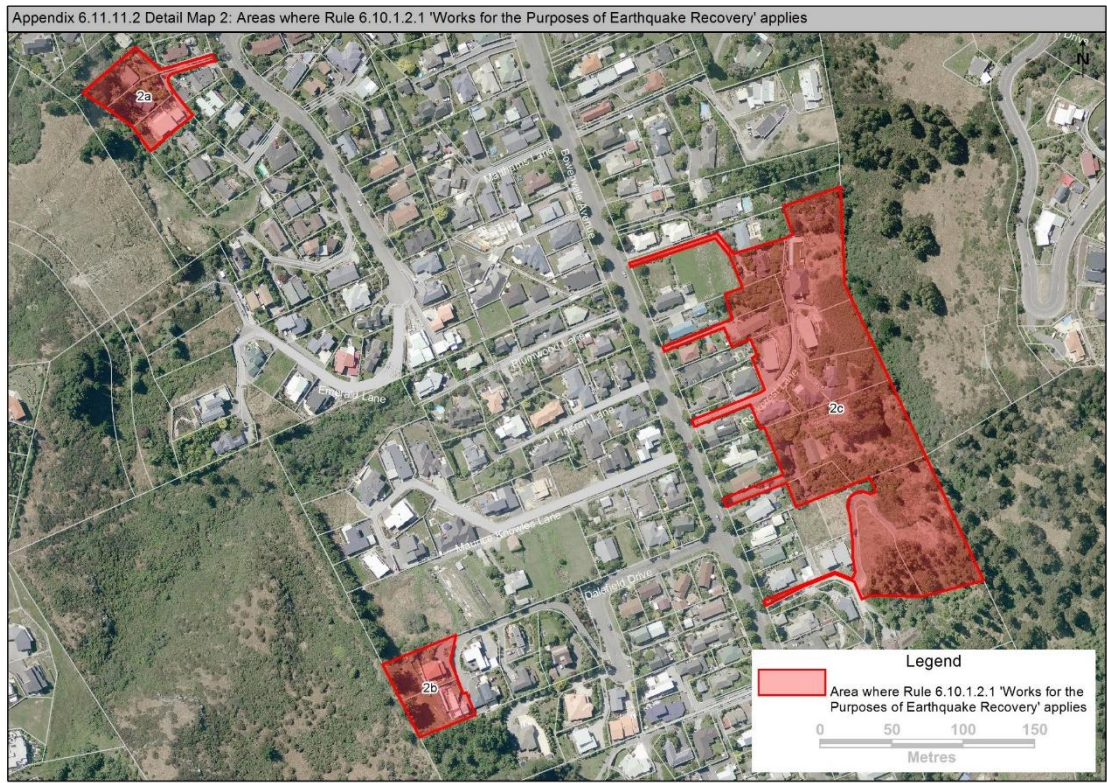 Appendix 6.11.11.2 Detail Map 2: Areas where Rule 6.10.1.2.1 'Works for the Purposes of Earthquake Recovery' applies
Drive
N
2a
Lane
Lane
Emerald Lane
Lane
2c
Maurice Knowles Lane
Dalefield Drive
2b
Legend
Area where Rule 6.10.1.2.1 'Works for the
Purposes of Earthquake Recovery' applies
0 50 100 150
Metres